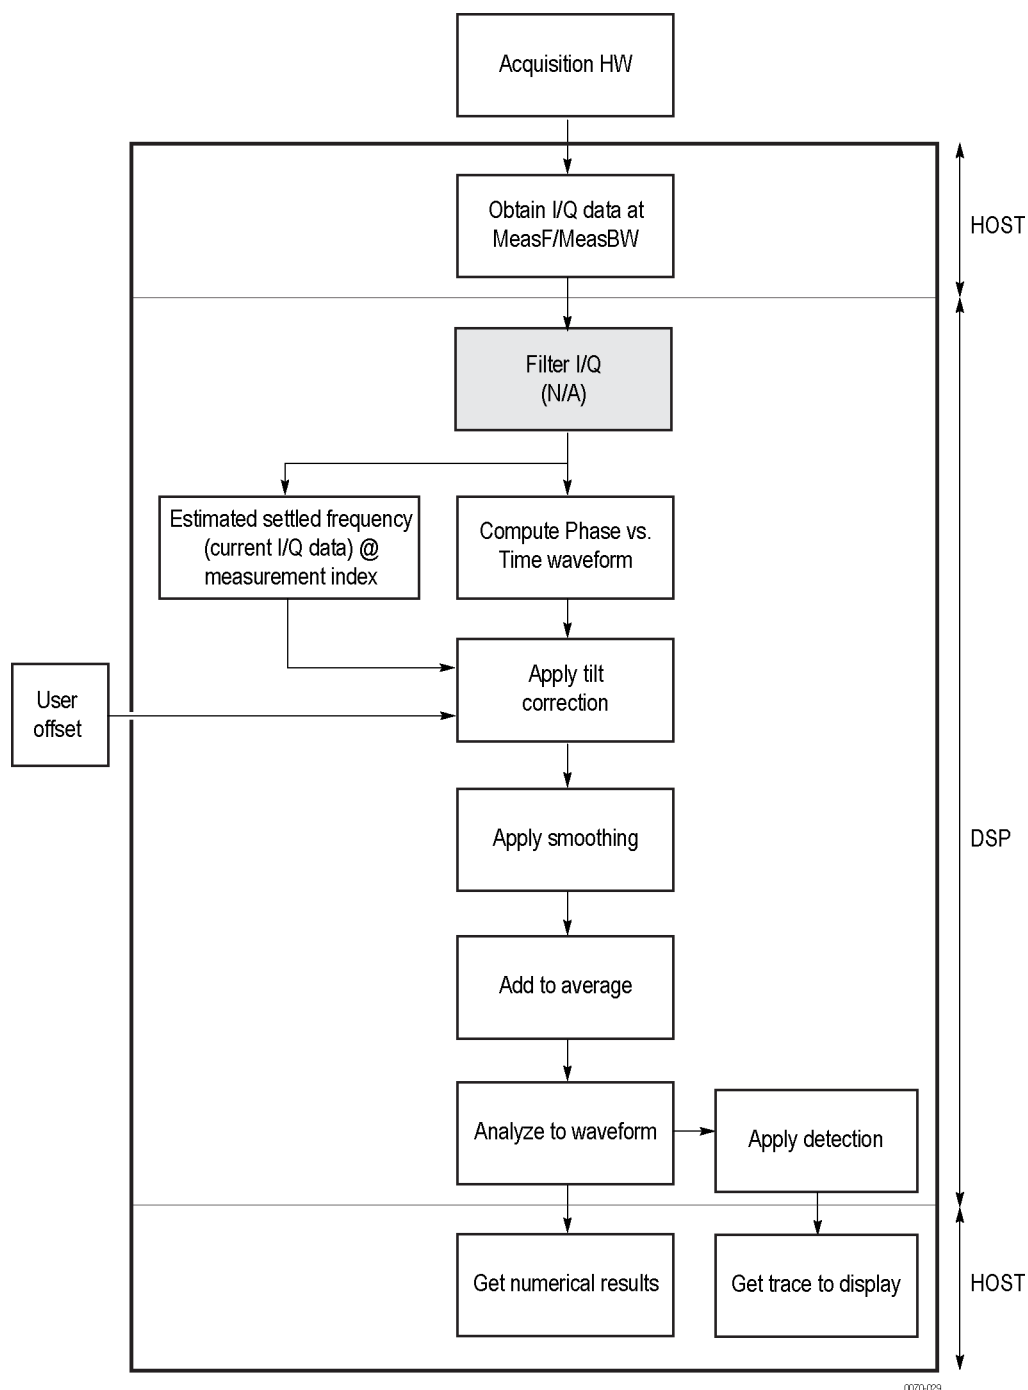 Acquisition HW
Obtain I/Q data at
MeasF/MeasBW
HOST
Filter I/Q
(N/A)
Estimated settled frequency
(current I/Q data) @
measurement index
Compute Phase vs.
Time waveform
User
offset
Apply tilt
correction
Apply smoothing
DSP
Add to average
Analyze to waveform
Apply detection
Get numerical results
Get trace to display
HOST
0070-029